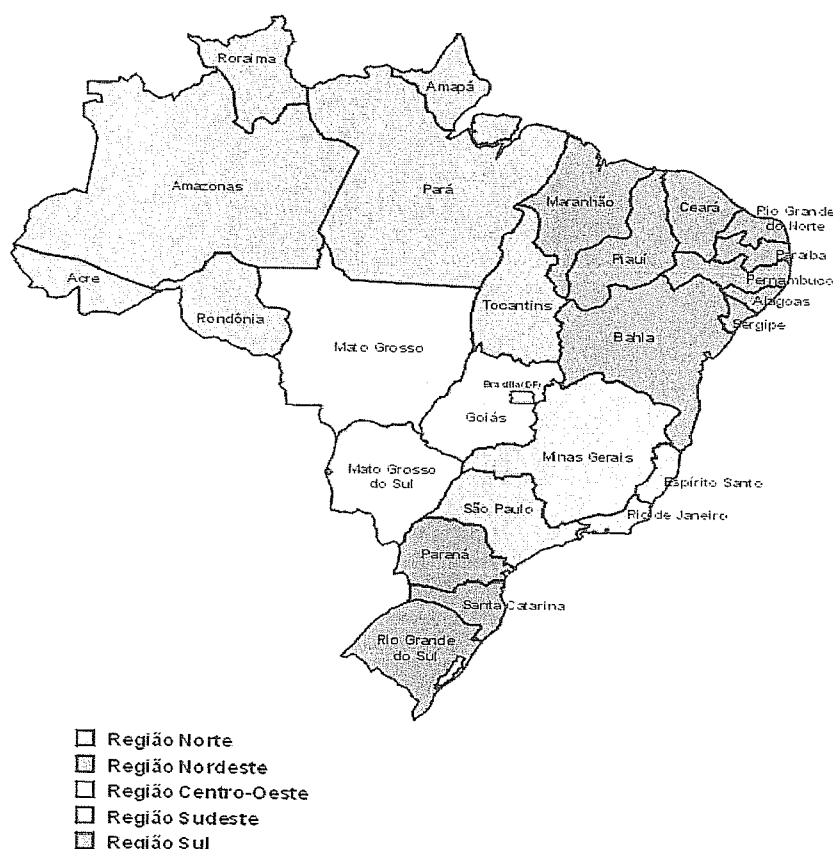 Roraima
Amapá
Amazonas
Pará
Maranhão
Ceará
Rio Grande
do Norte
Paraíba
Piauí
Pernambuco
Acre
Alagoas
Rondônia
Tocantins
Sergipe
Bahia
Mato Grosso
Brasília(DF)
Goiás
Minas Gerais
Mato Grosso
do Sul
Espírito Santo
São Paulo
Rio de Janeiro
Paraná
Santa Catarina
Rio Grande
do Sul
Região Norte
Região Nordeste
Região Centro-Oeste
Região Sudeste
Região Sul